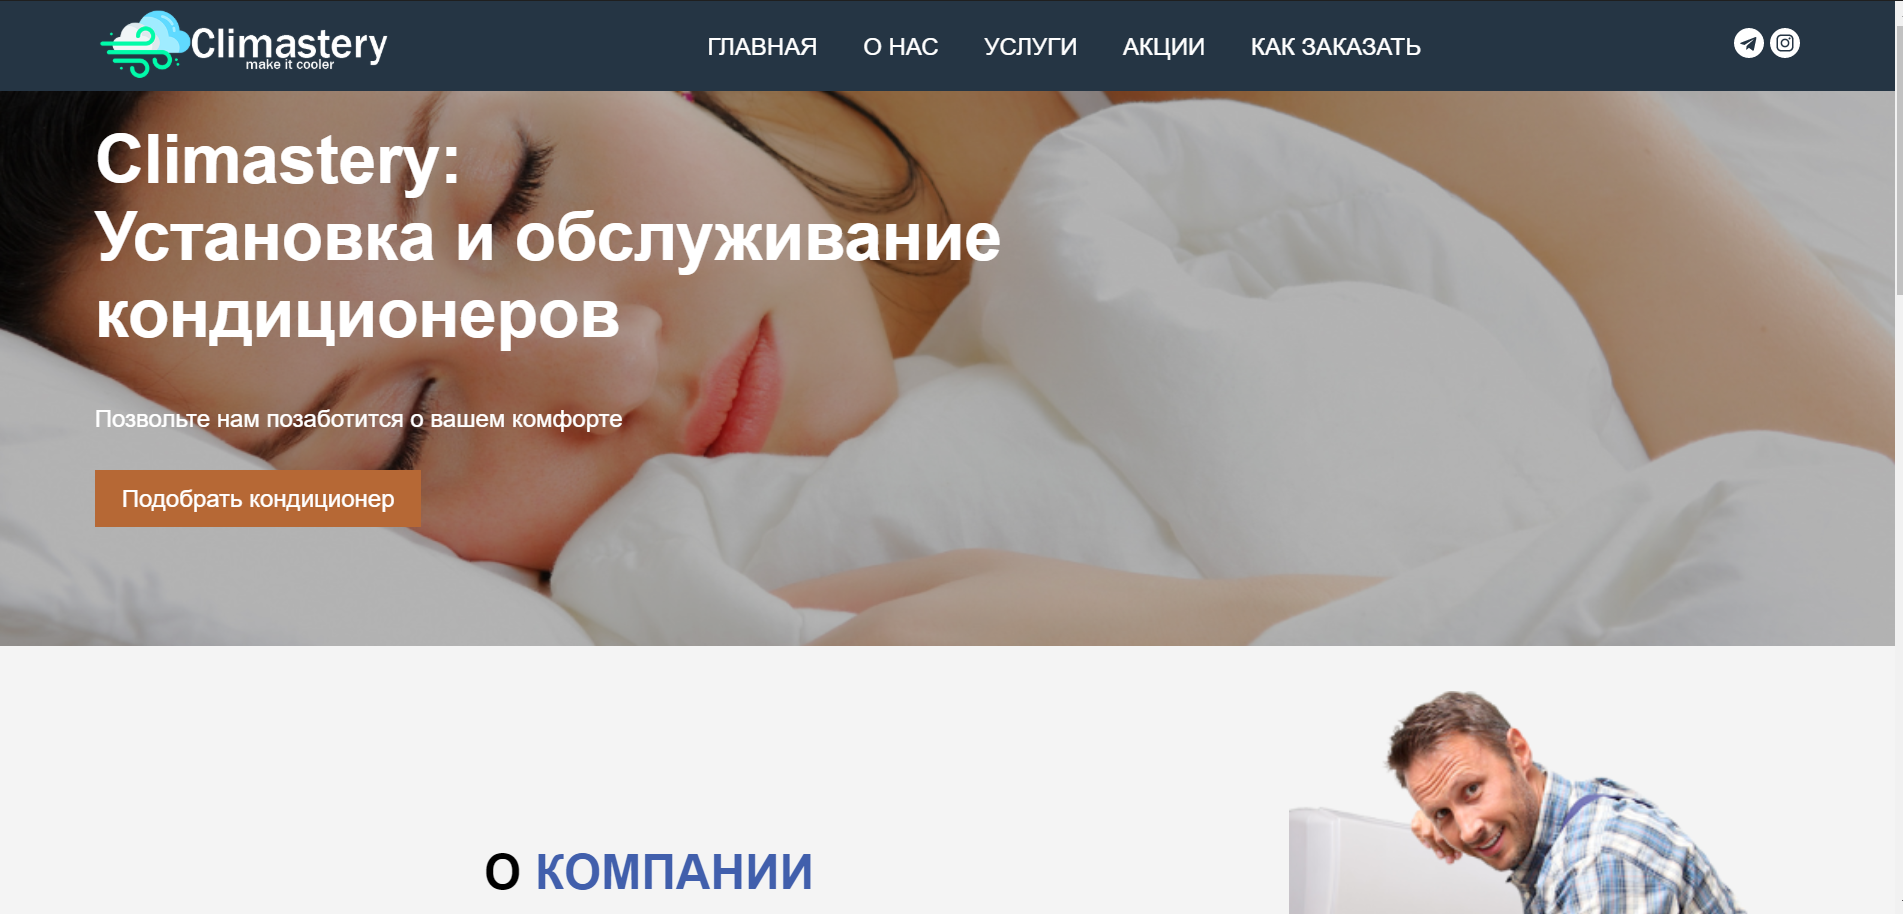 Climastery
make it cooler
ГЛАВНАЯ О НАС УСЛУГИ АКЦИИ КАК ЗАКАЗАТЬ
Climastery:
Установка и обслуживание
кондиционеров
Позвольте нам позаботится о вашем комфорте
Подобрать кондиционер
О КОМПАНИИ